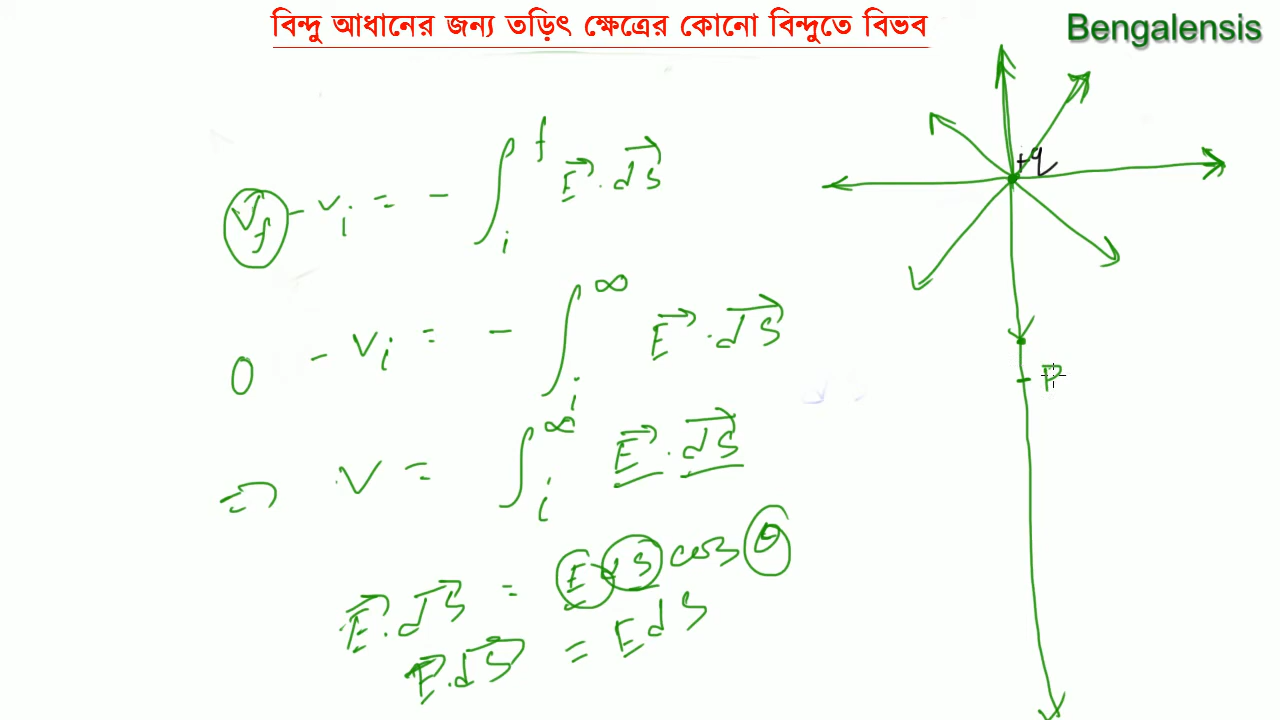 বিন্দু আধানের জন্য তড়িৎ ক্ষেত্রের কোনো বিন্দুতে বিভব
Bengalensis
V_f - v_i = - ∫_i^f E⃗ · dS⃗
+q
0 - v_i = - ∫_i^∞ E⃗ · dS⃗
P
⇒ V = ∫_i^∞ E⃗ · dS⃗
E⃗ · dS⃗ = E dS cos θ
E⃗ · dS⃗ = E dS